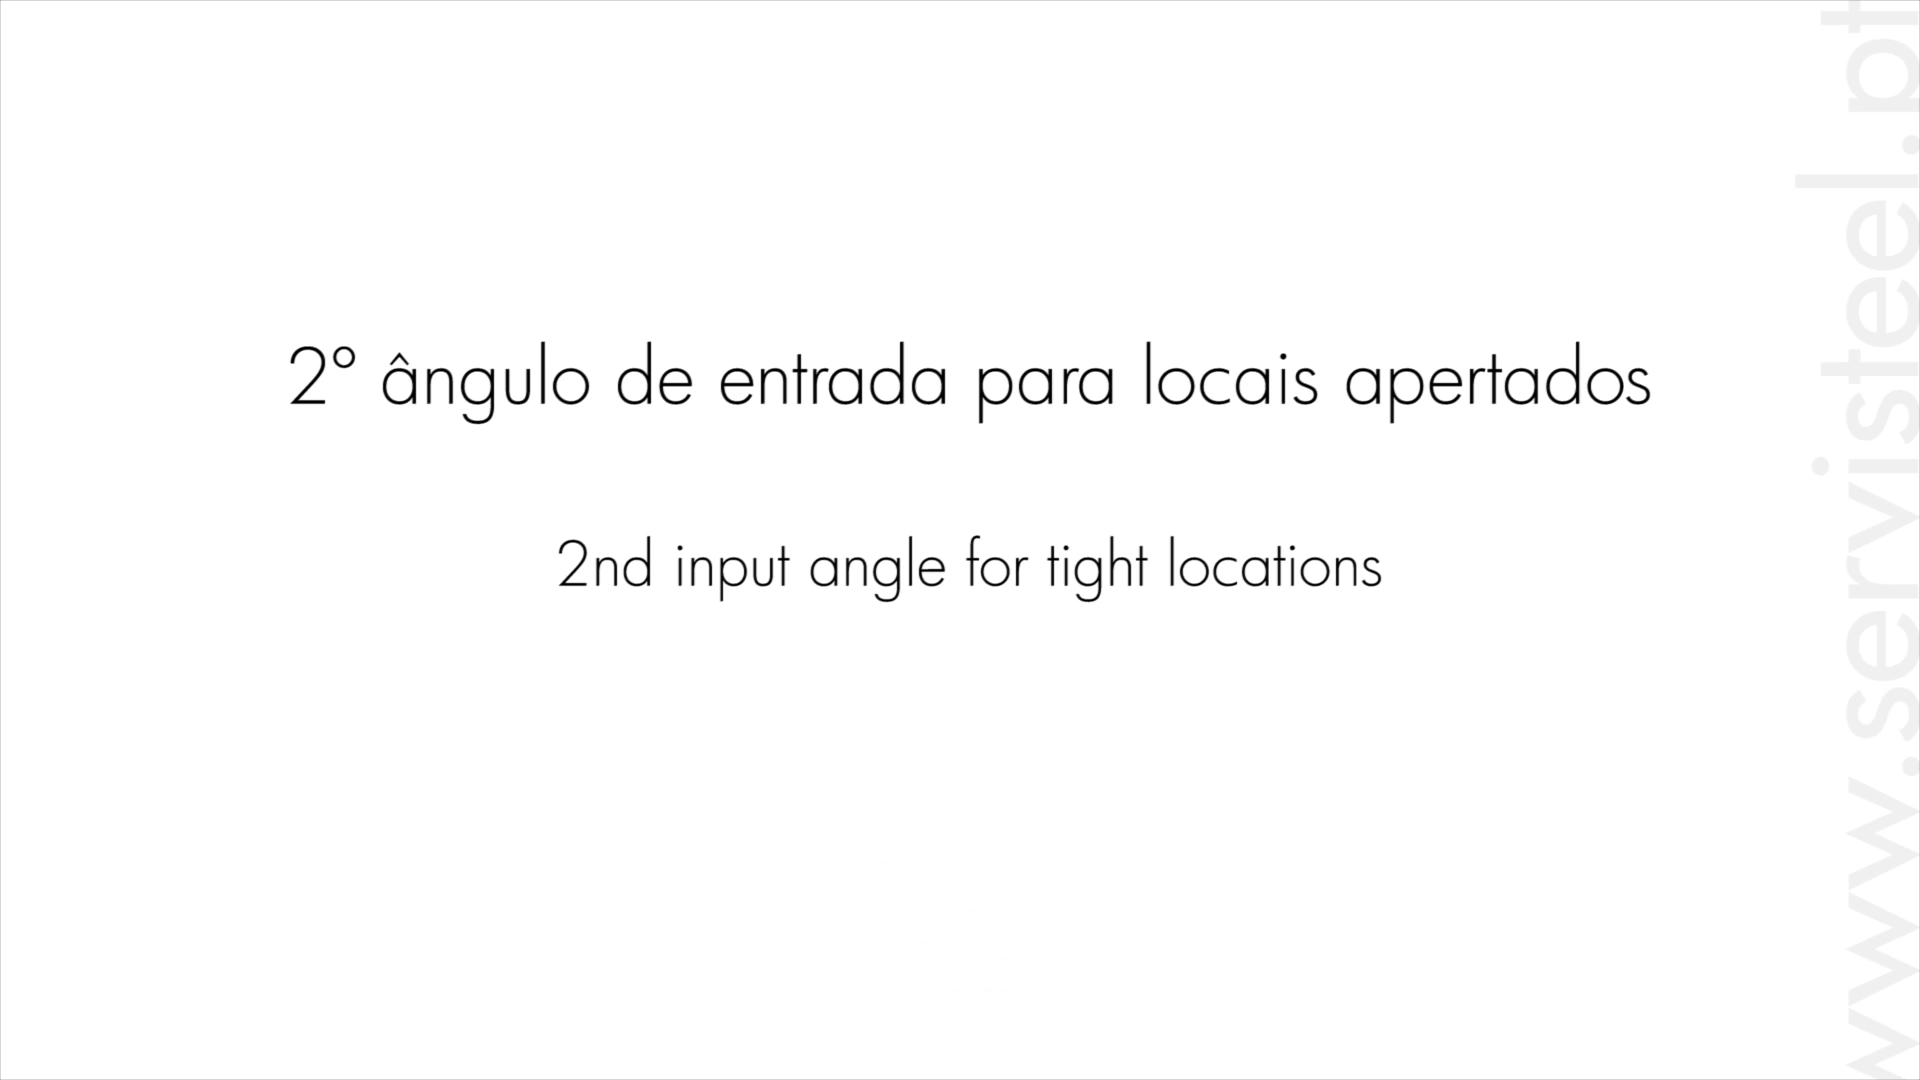 2° ângulo de entrada para locais apertados
2nd input angle for tight locations
www.servisteel.pt